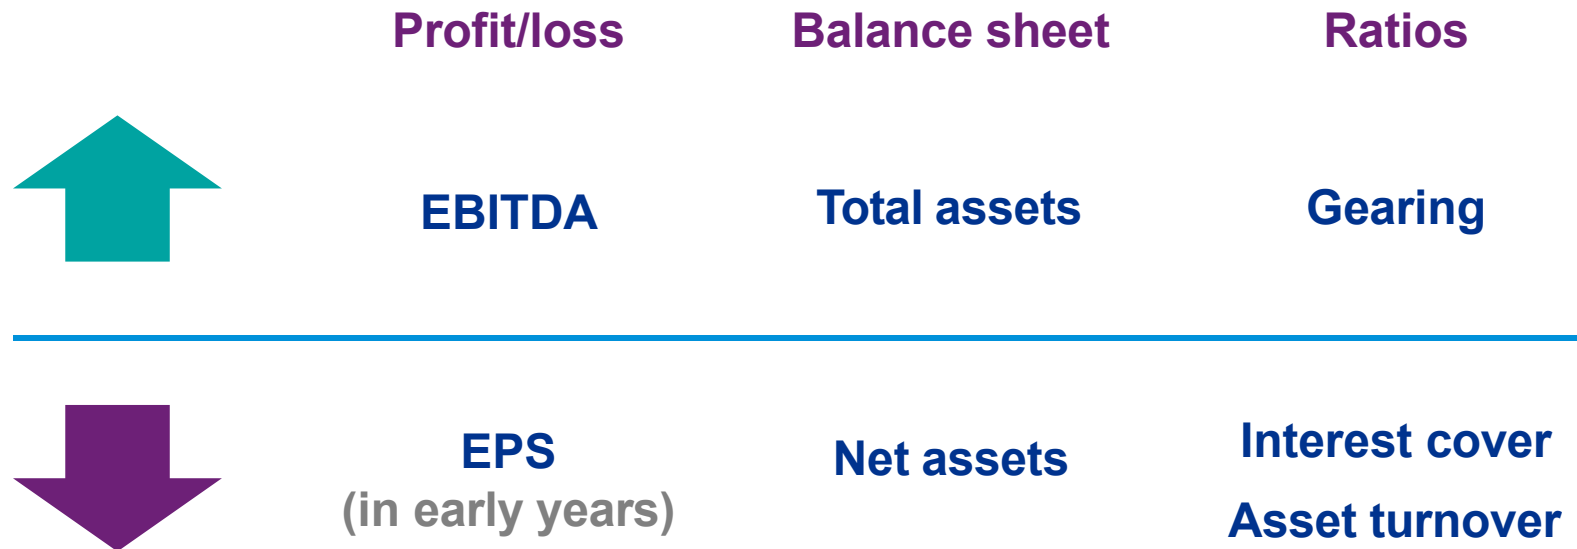 Profit/loss
Balance sheet
Ratios
EBITDA
Total assets
Gearing
EPS
(in early years)
Net assets
Interest cover
Asset turnover